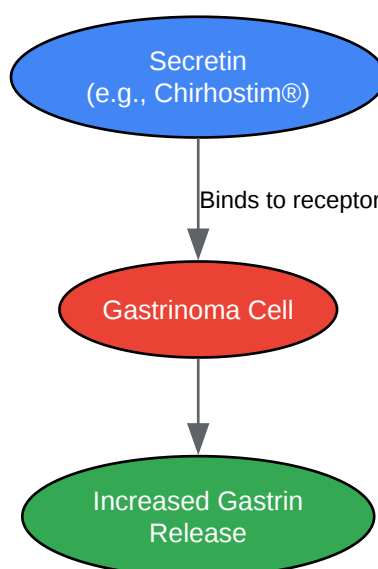 Secretin
(e.g., Chirhostim®)
Binds to receptor
Gastrinoma Cell
Increased Gastrin
Release